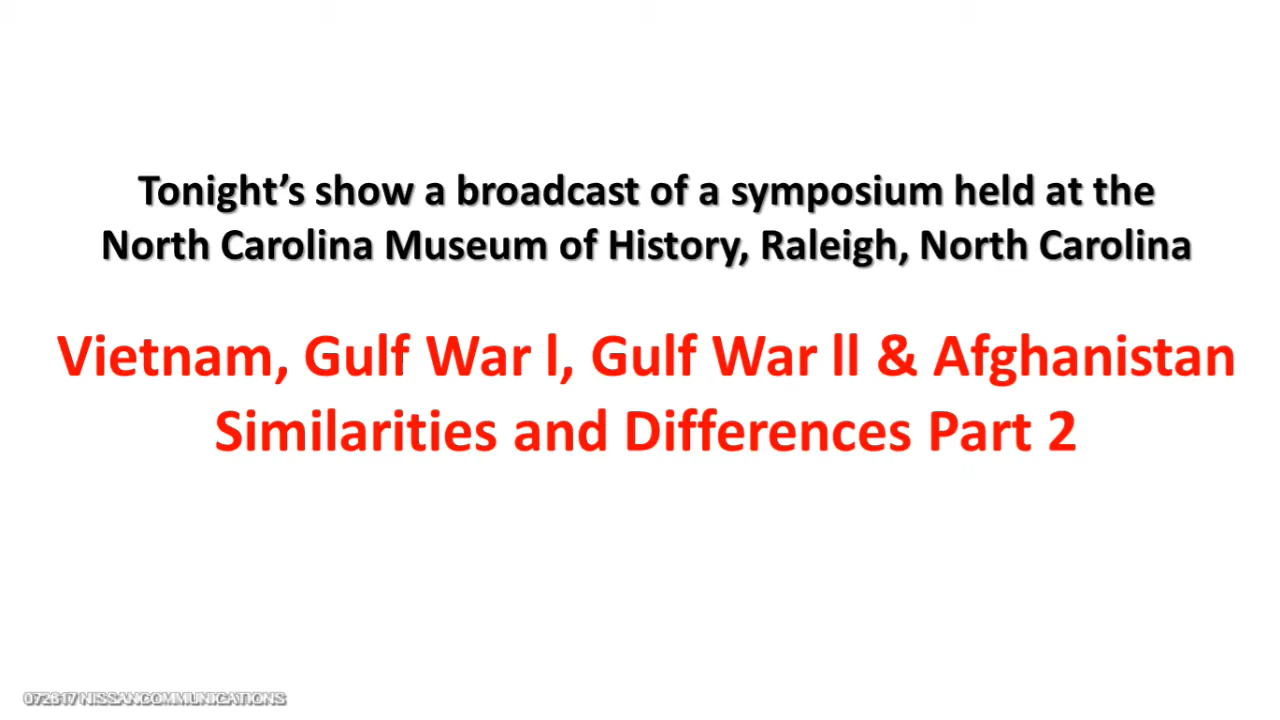 Tonight's show a broadcast of a symposium held at the
North Carolina Museum of History, Raleigh, North Carolina
Vietnam, Gulf War l, Gulf War ll & Afghanistan
Similarities and Differences Part 2
072617 NISSANCOMMUNICATIONS